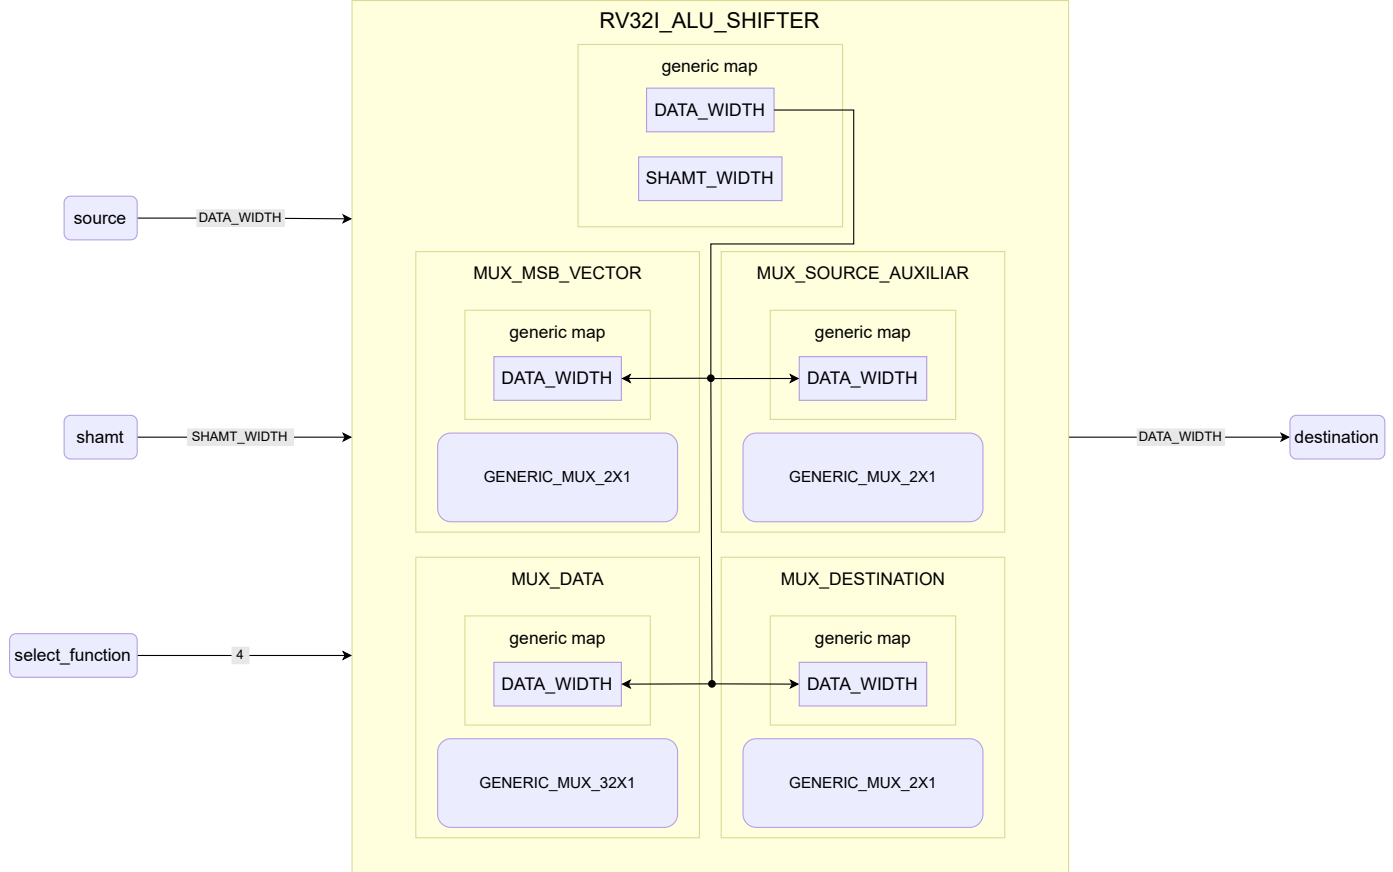 RV32I_ALU_SHIFTER
generic map
DATA_WIDTH
SHAMT_WIDTH
source
DATA_WIDTH
MUX_MSB_VECTOR
generic map
DATA_WIDTH
GENERIC_MUX_2X1
MUX_SOURCE_AUXILIAR
generic map
DATA_WIDTH
GENERIC_MUX_2X1
shamt
SHAMT_WIDTH
DATA_WIDTH
destination
MUX_DATA
generic map
DATA_WIDTH
GENERIC_MUX_32X1
MUX_DESTINATION
generic map
DATA_WIDTH
GENERIC_MUX_2X1
select_function
4